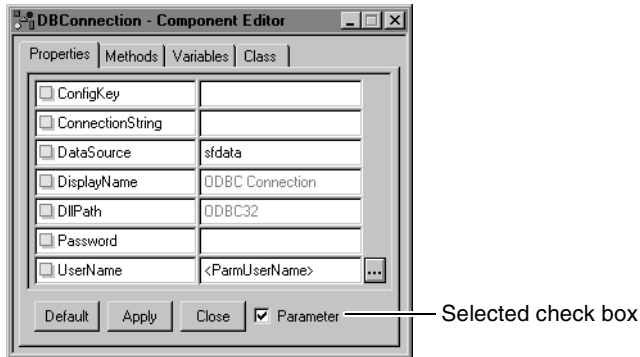 DBConnection - Component Editor
Properties Methods Variables Class
ConfigKey
ConnectionString
DataSource sfdata
DisplayName ODBC Connection
DllPath ODBC32
Password
UserName <ParmUserName> ...
Default Apply Close Parameter Selected check box